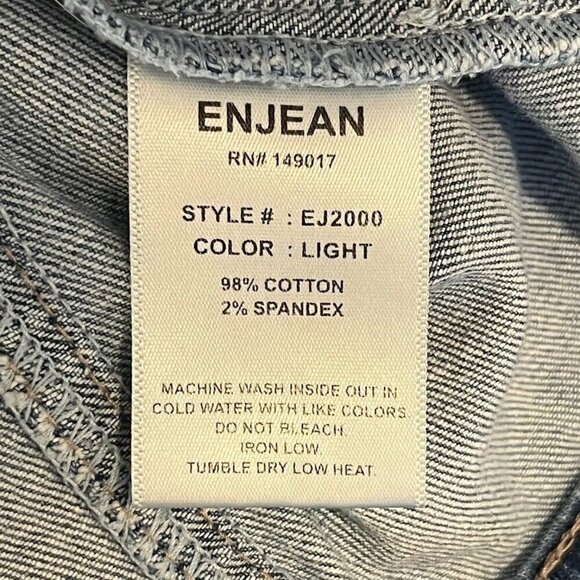 ENJEAN
RN# 149017
STYLE # : EJ2000
COLOR : LIGHT
98% COTTON
2% SPANDEX
MACHINE WASH INSIDE OUT IN
COLD WATER WITH LIKE COLORS.
DO NOT BLEACH.
IRON LOW.
TUMBLE DRY LOW HEAT.